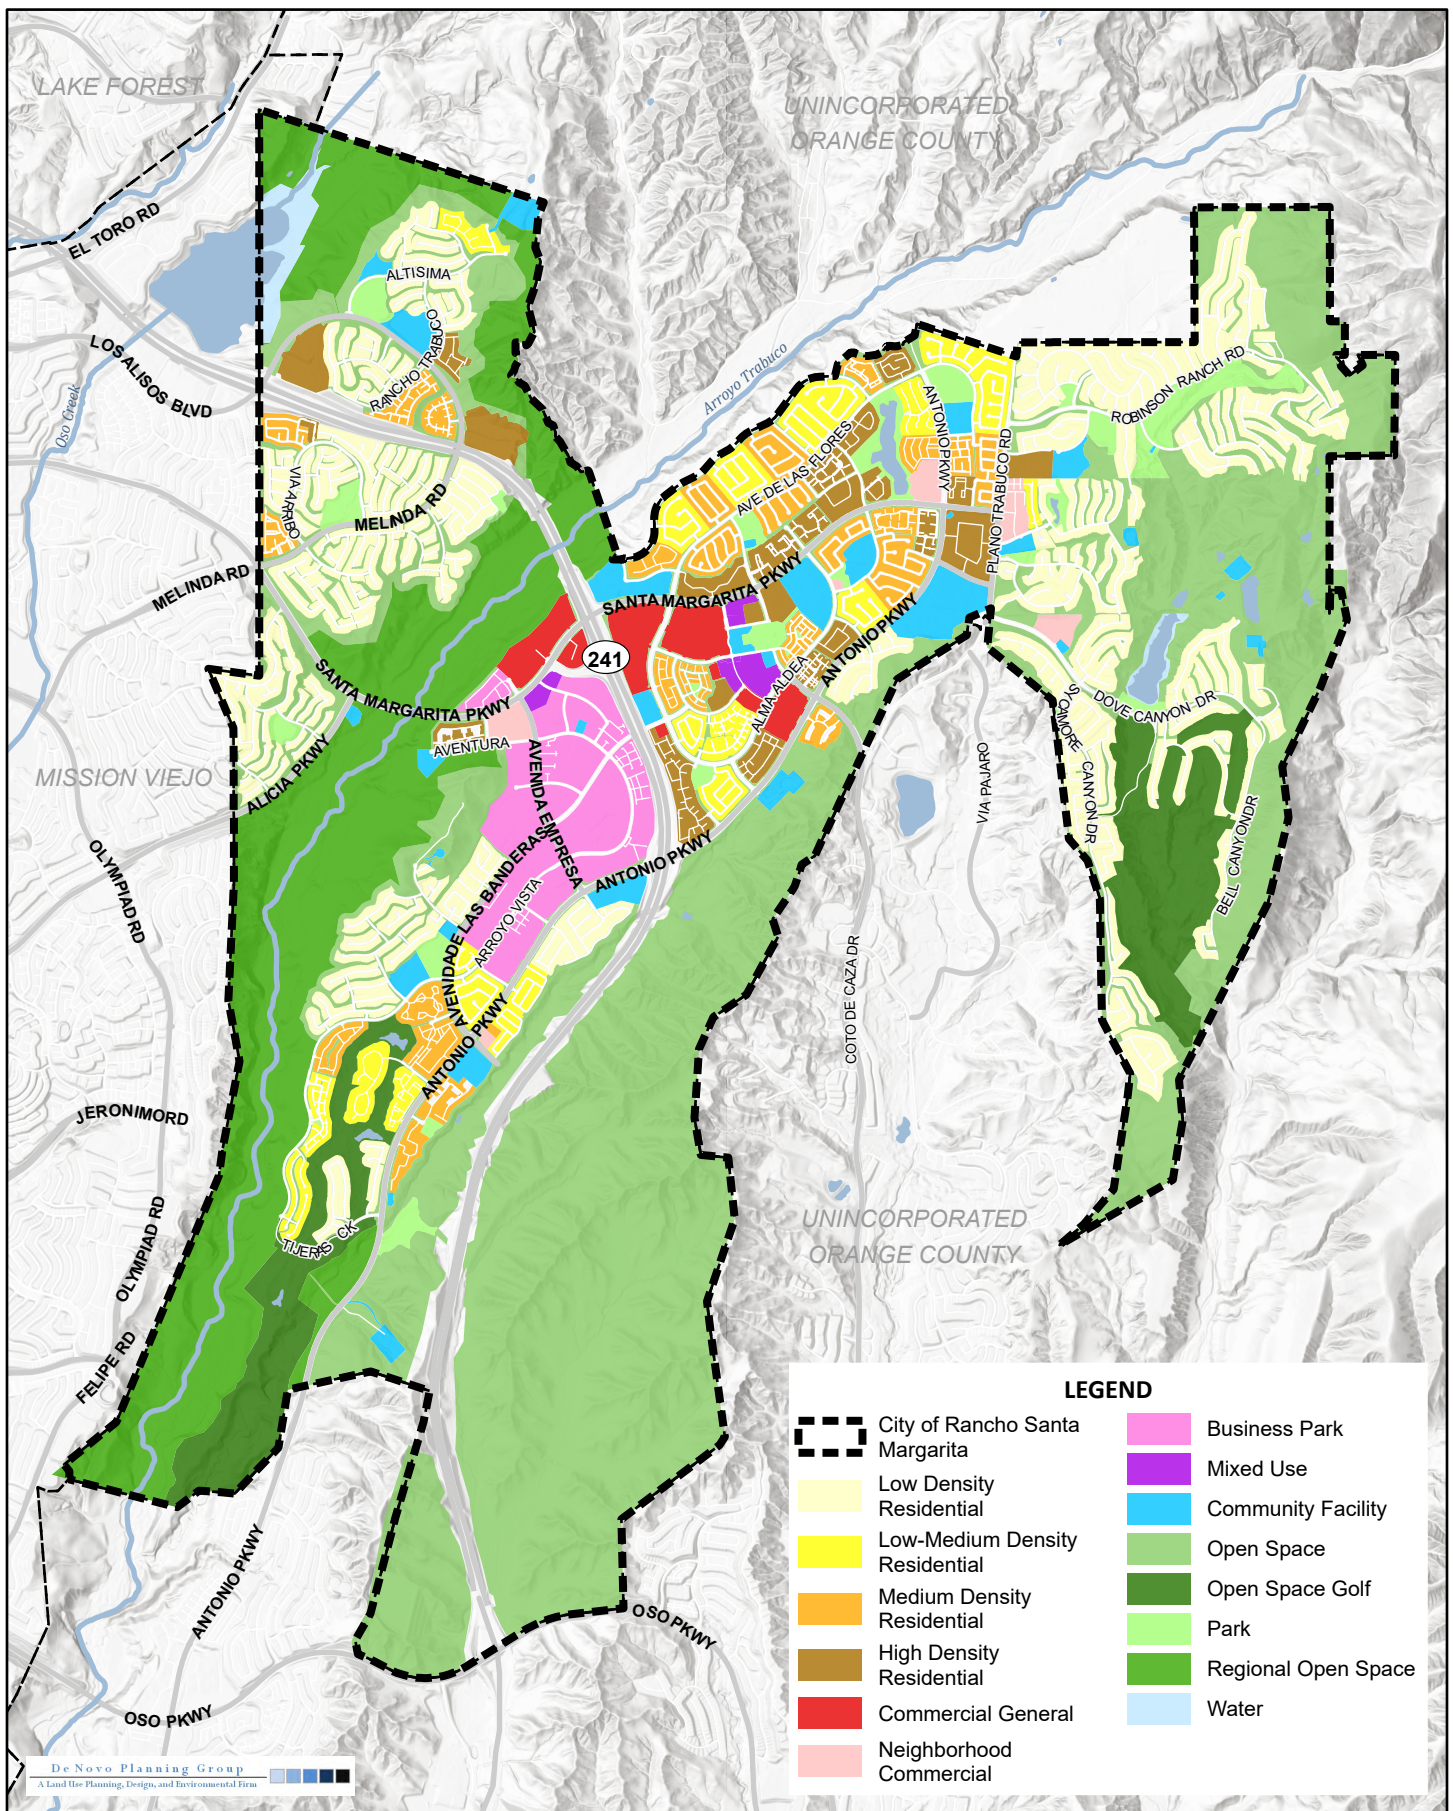 LAKE FOREST
UNINCORPORATED
ORANGE COUNTY
EL TORO RD
ALTISIMA
RANCHO TRABUCO
LOS ALISOS BLVD
Oso Creek
Arroyo Trabuco
ROBINSON RANCH RD
ANTONIO PKWY
AVE DE LAS FLORES
PLANO TRABUCO RD
VIA ARRIBO
MELINDA RD
MELINDA RD
SANTA MARGARITA PKWY
ANTONIO PKWY
241
SANTA MARGARITA PKWY
ALMA ALDEA
DOVE CANYON DR
SYCAMORE CANYON DR
AVENTURA
AVENIDA EMPRESA
VIA PAJARO
MISSION VIEJO
ALICIA PKWY
BELL CANYONDR
OLYMPIAD RD
ANTONIO PKWY
AVENIDADE LAS BANDERAS
ARROYO VISTA
COTO DE CAZA DR
ANTONIO PKWY
JERONIMORD
UNINCORPORATED
ORANGE COUNTY
TIJERAS CK
OLYMPIAD RD
FELIPE RD
ANTONIO PKWY
OSO PKWY
OSO PKWY
LEGEND
City of Rancho Santa
Margarita
Low Density
Residential
Low-Medium Density
Residential
Medium Density
Residential
High Density
Residential
Commercial General
Neighborhood
Commercial
Business Park
Mixed Use
Community Facility
Open Space
Open Space Golf
Park
Regional Open Space
Water
De Novo Planning Group
A Land Use Planning, Design, and Environmental Firm